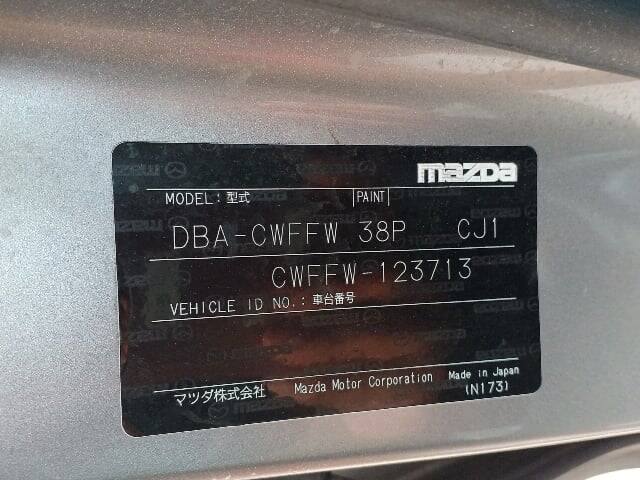 mazda
MODEL:型式 PAINT
DBA-CWFFW 38P CJ1
CWFFW-123713
VEHICLE ID NO.:車台番号
マツダ株式会社 Mazda Motor Corporation Made in Japan
(N173)